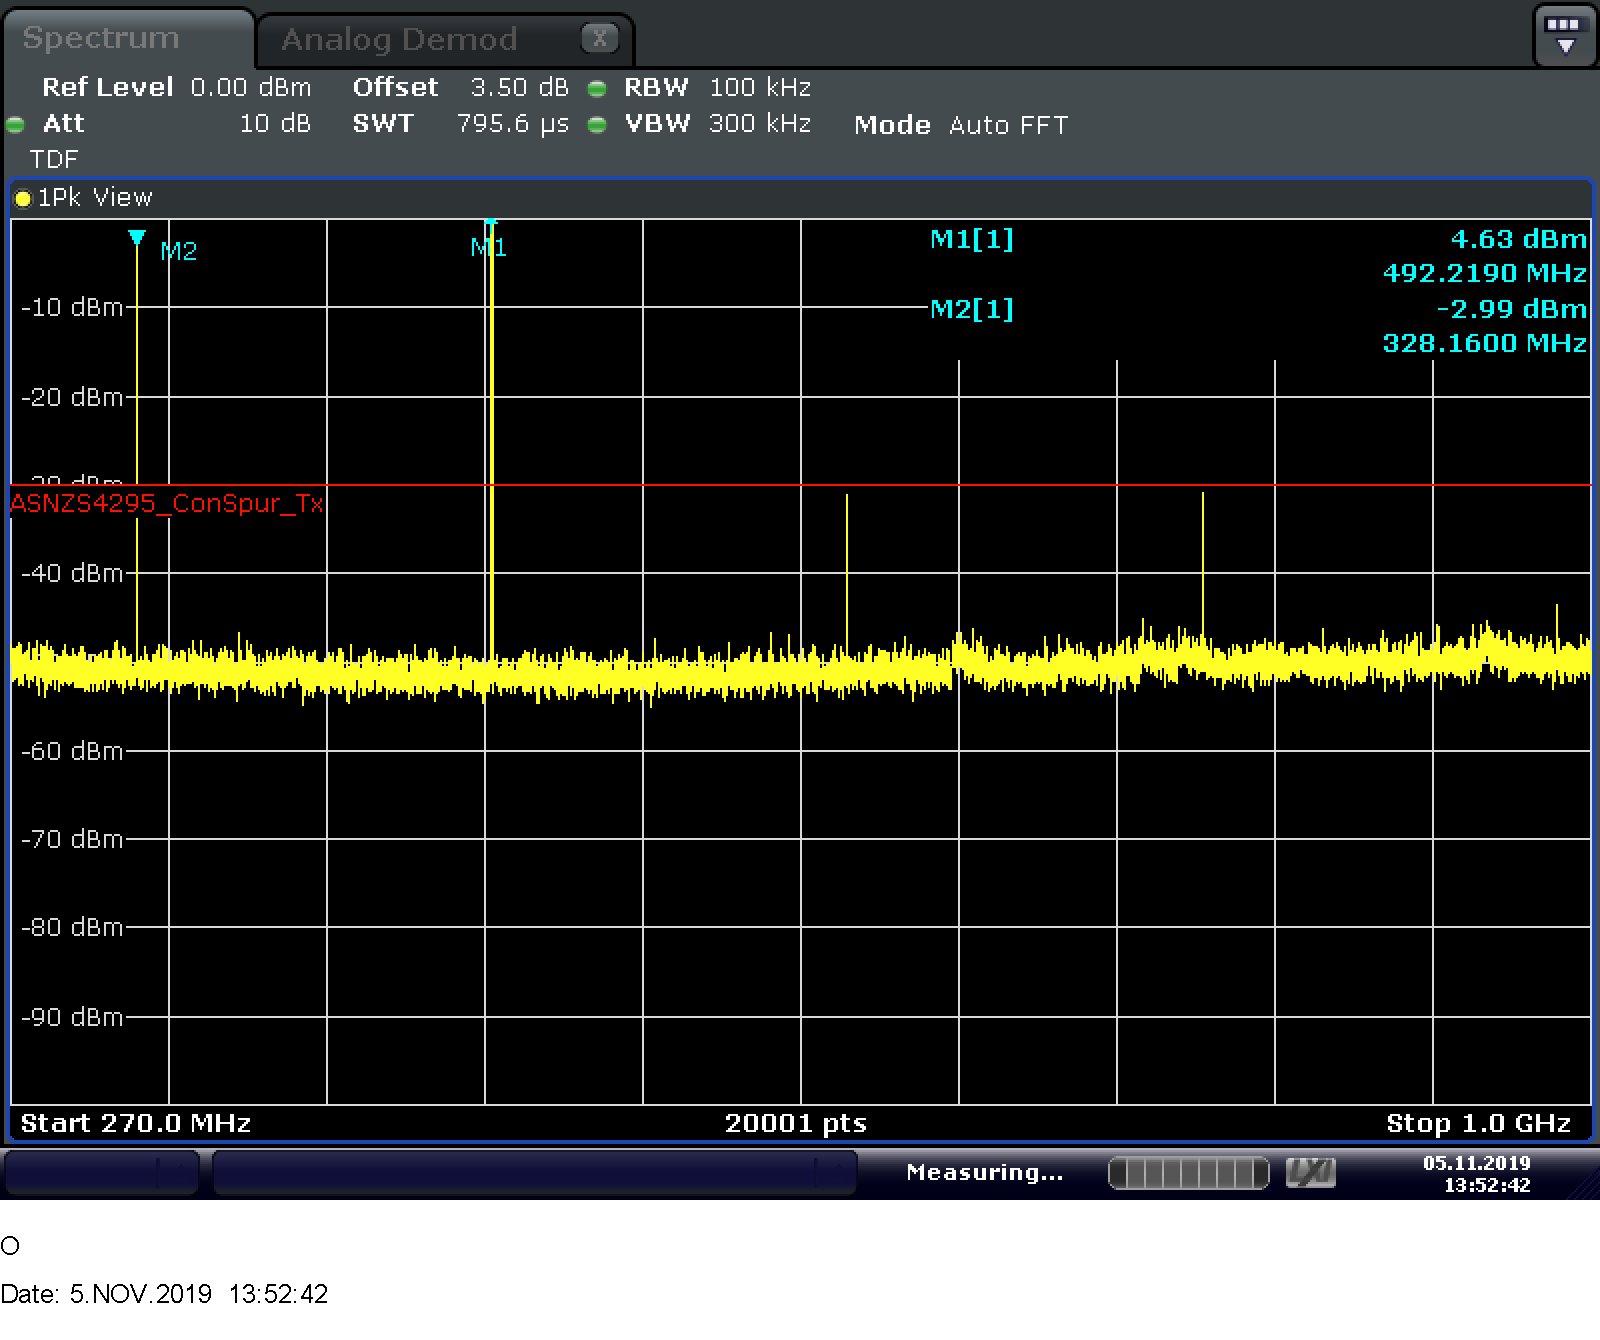 Spectrum
Analog Demod X
Ref Level 0.00 dBm Offset 3.50 dB RBW 100 kHz
Att 10 dB SWT 795.6 µs VBW 300 kHz Mode Auto FFT
TDF
1Pk View
M2
M1
M1[1] 4.63 dBm
492.2190 MHz
-10 dBm
M2[1] -2.99 dBm
328.1600 MHz
-20 dBm
-30 dBm
ASNZS4295_ConSpur_Tx
-40 dBm
-60 dBm
-70 dBm
-80 dBm
-90 dBm
Start 270.0 MHz 20001 pts Stop 1.0 GHz
Measuring... LXI 05.11.2019
13:52:42
O
Date: 5.NOV.2019 13:52:42